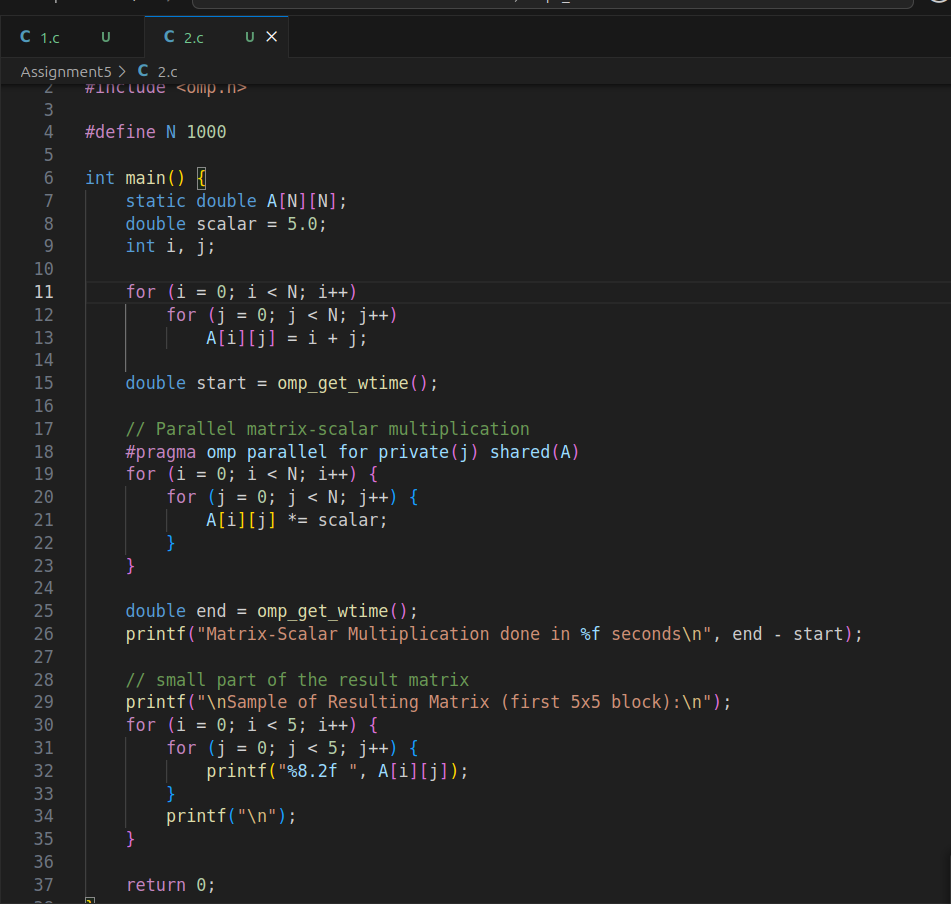 C 1.c U C 2.c U ×
Assignment5 > C 2.c
2 #include <omp.h>
3
4 #define N 1000
5
6 int main() {
7 static double A[N][N];
8 double scalar = 5.0;
9 int i, j;
10
11 for (i = 0; i < N; i++)
12 for (j = 0; j < N; j++)
13 A[i][j] = i + j;
14
15 double start = omp_get_wtime();
16
17 // Parallel matrix-scalar multiplication
18 #pragma omp parallel for private(j) shared(A)
19 for (i = 0; i < N; i++) {
20 for (j = 0; j < N; j++) {
21 A[i][j] *= scalar;
22 }
23 }
24
25 double end = omp_get_wtime();
26 printf("Matrix-Scalar Multiplication done in %f seconds\n", end - start);
27
28 // small part of the result matrix
29 printf("\nSample of Resulting Matrix (first 5x5 block):\n");
30 for (i = 0; i < 5; i++) {
31 for (j = 0; j < 5; j++) {
32 printf("%8.2f ", A[i][j]);
33 }
34 printf("\n");
35 }
36
37 return 0;
38 }